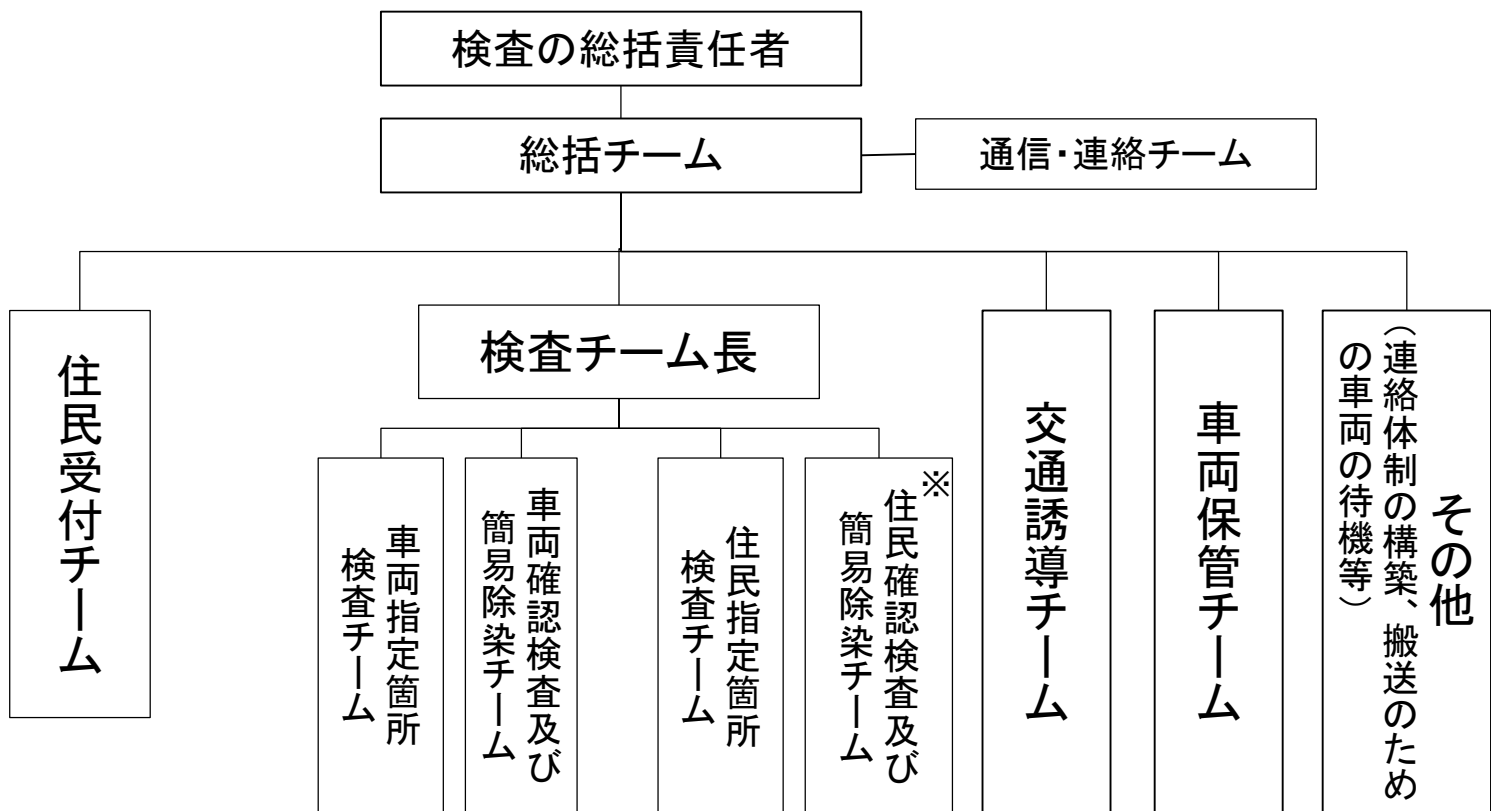 検査の総括責任者
総括チーム
通信・連絡チーム
住民受付チーム
検査チーム長
車両指定箇所
検査チーム
車両確認検査及び
簡易除染チーム
住民指定箇所
検査チーム
※
住民確認検査及び
簡易除染チーム
交通誘導チーム
車両保管チーム
その他
（連絡体制の構築、搬送のため
の車両の待機等）